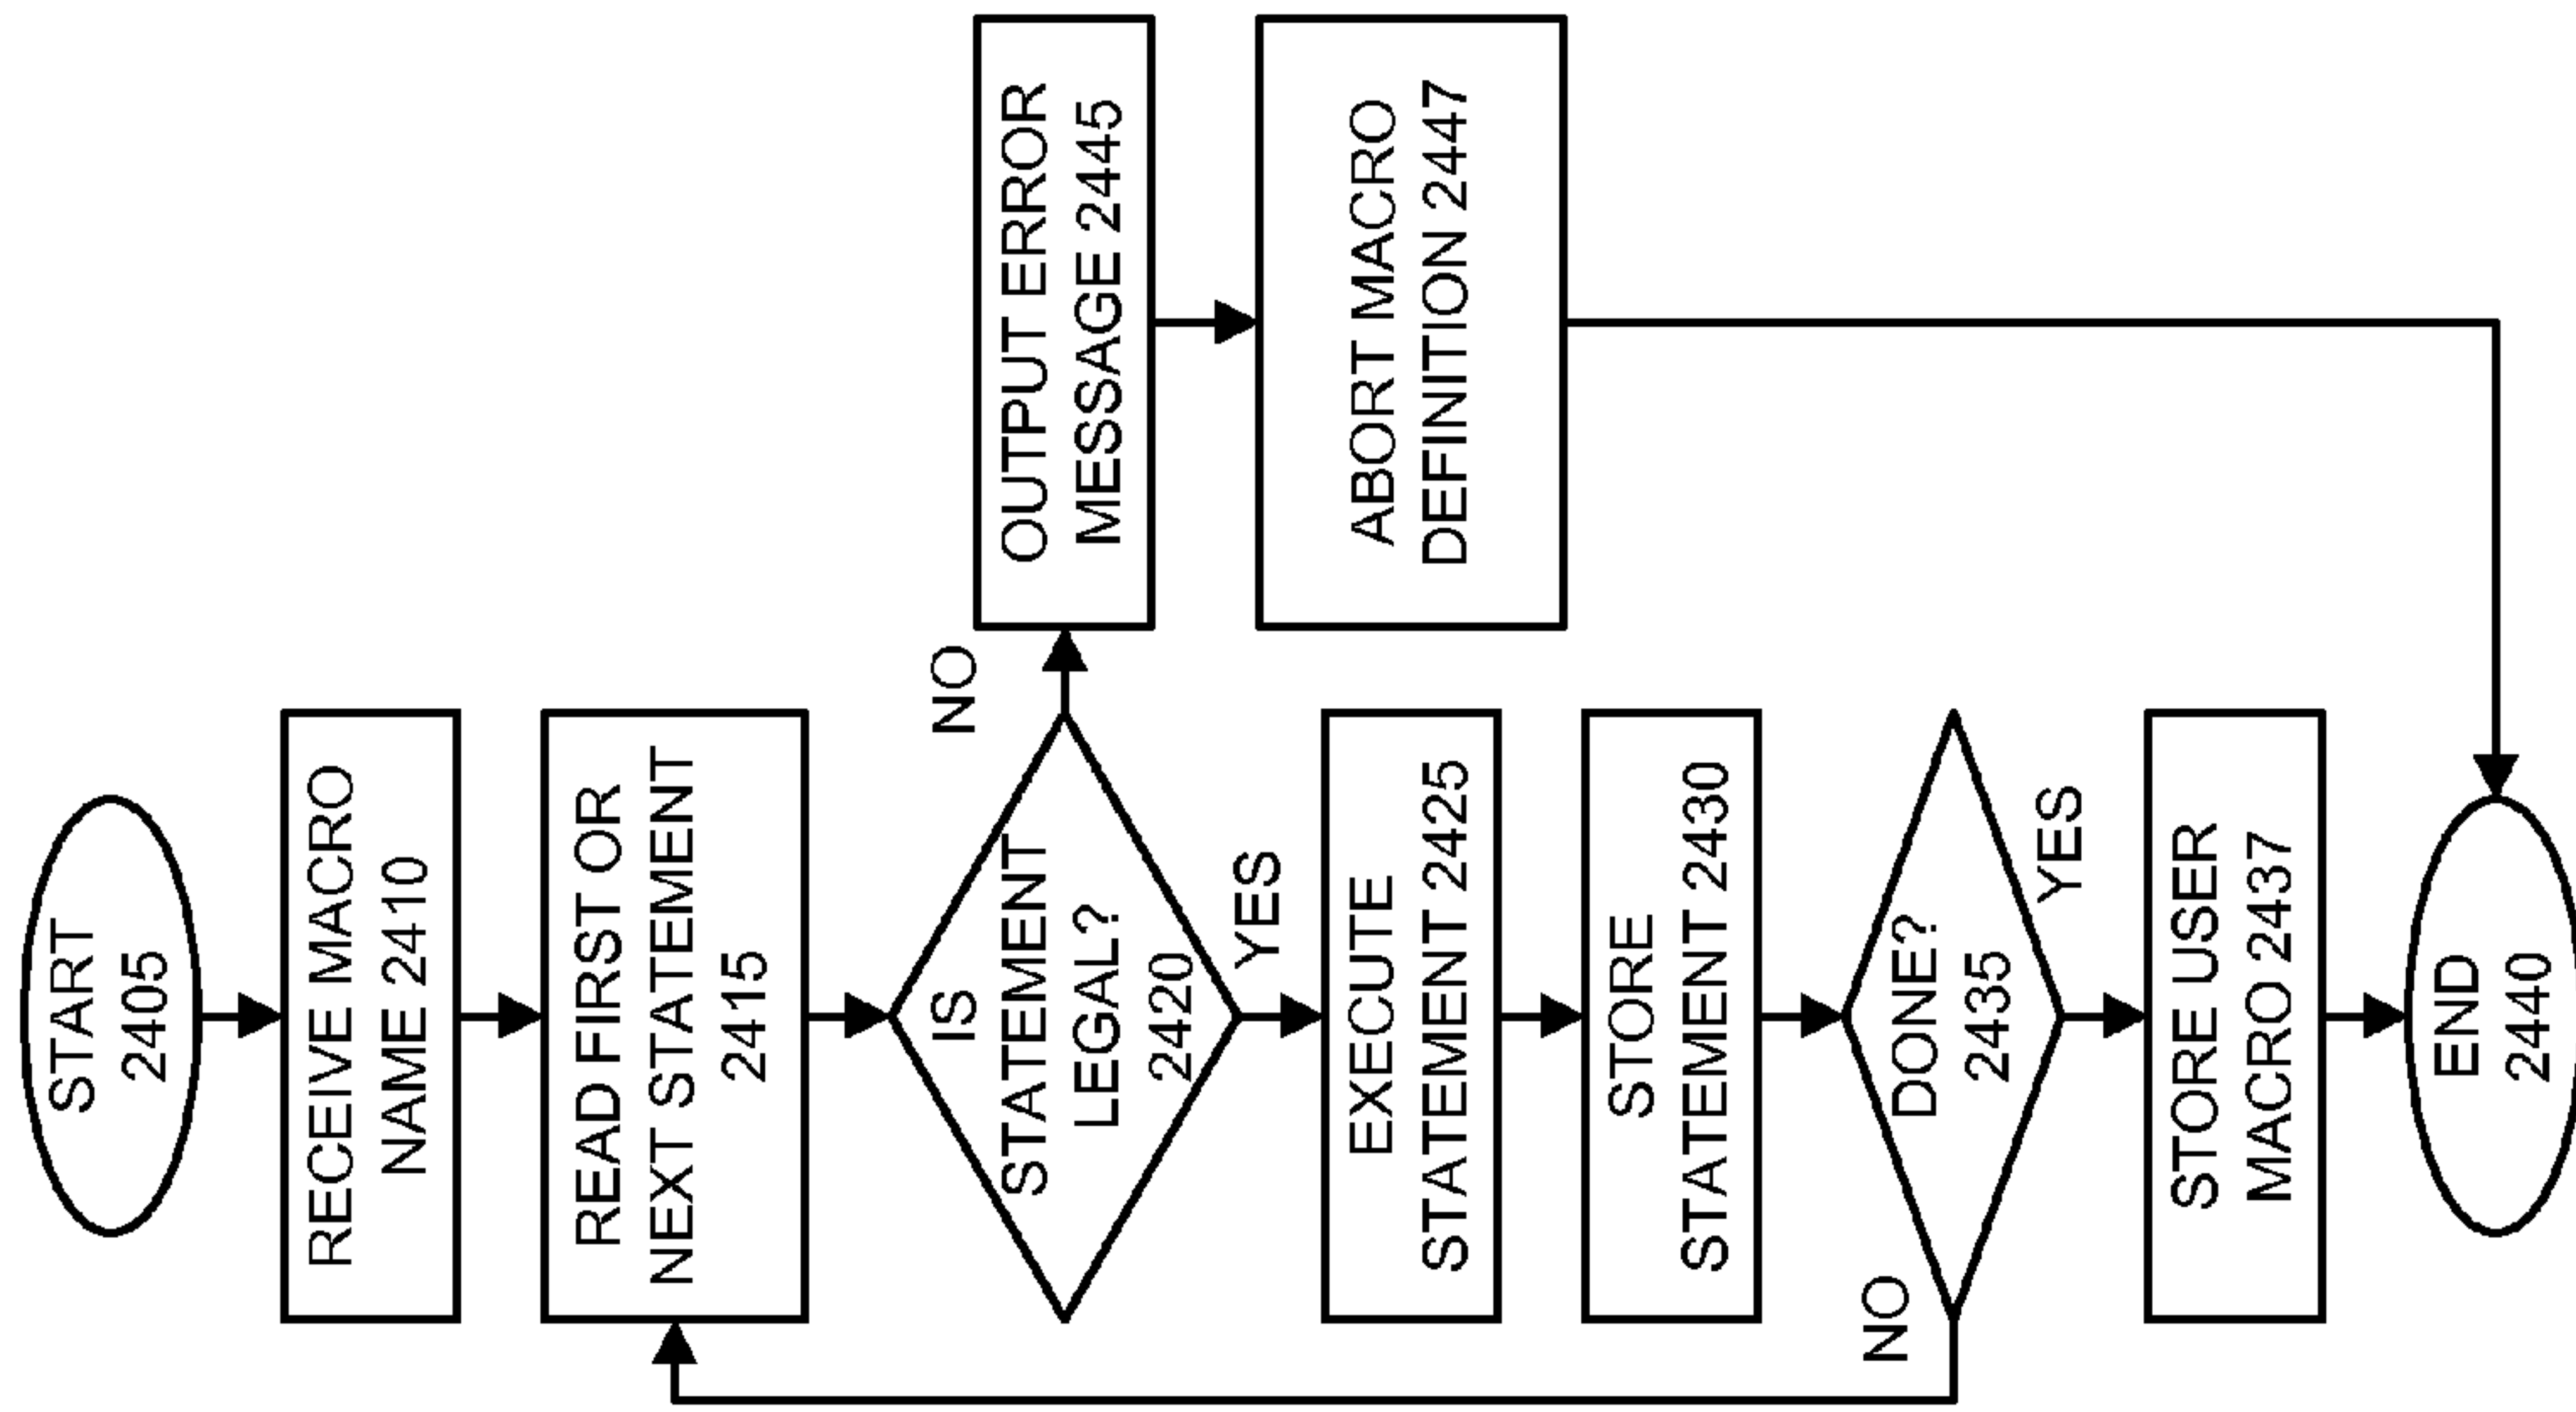 START
2405
RECEIVE MACRO
NAME 2410
READ FIRST OR
NEXT STATEMENT
2415
IS
STATEMENT
LEGAL?
2420
NO
OUTPUT ERROR
MESSAGE 2445
ABORT MACRO
DEFINITION 2447
YES
EXECUTE
STATEMENT 2425
STORE
STATEMENT 2430
DONE?
2435
NO
YES
STORE USER
MACRO 2437
END
2440